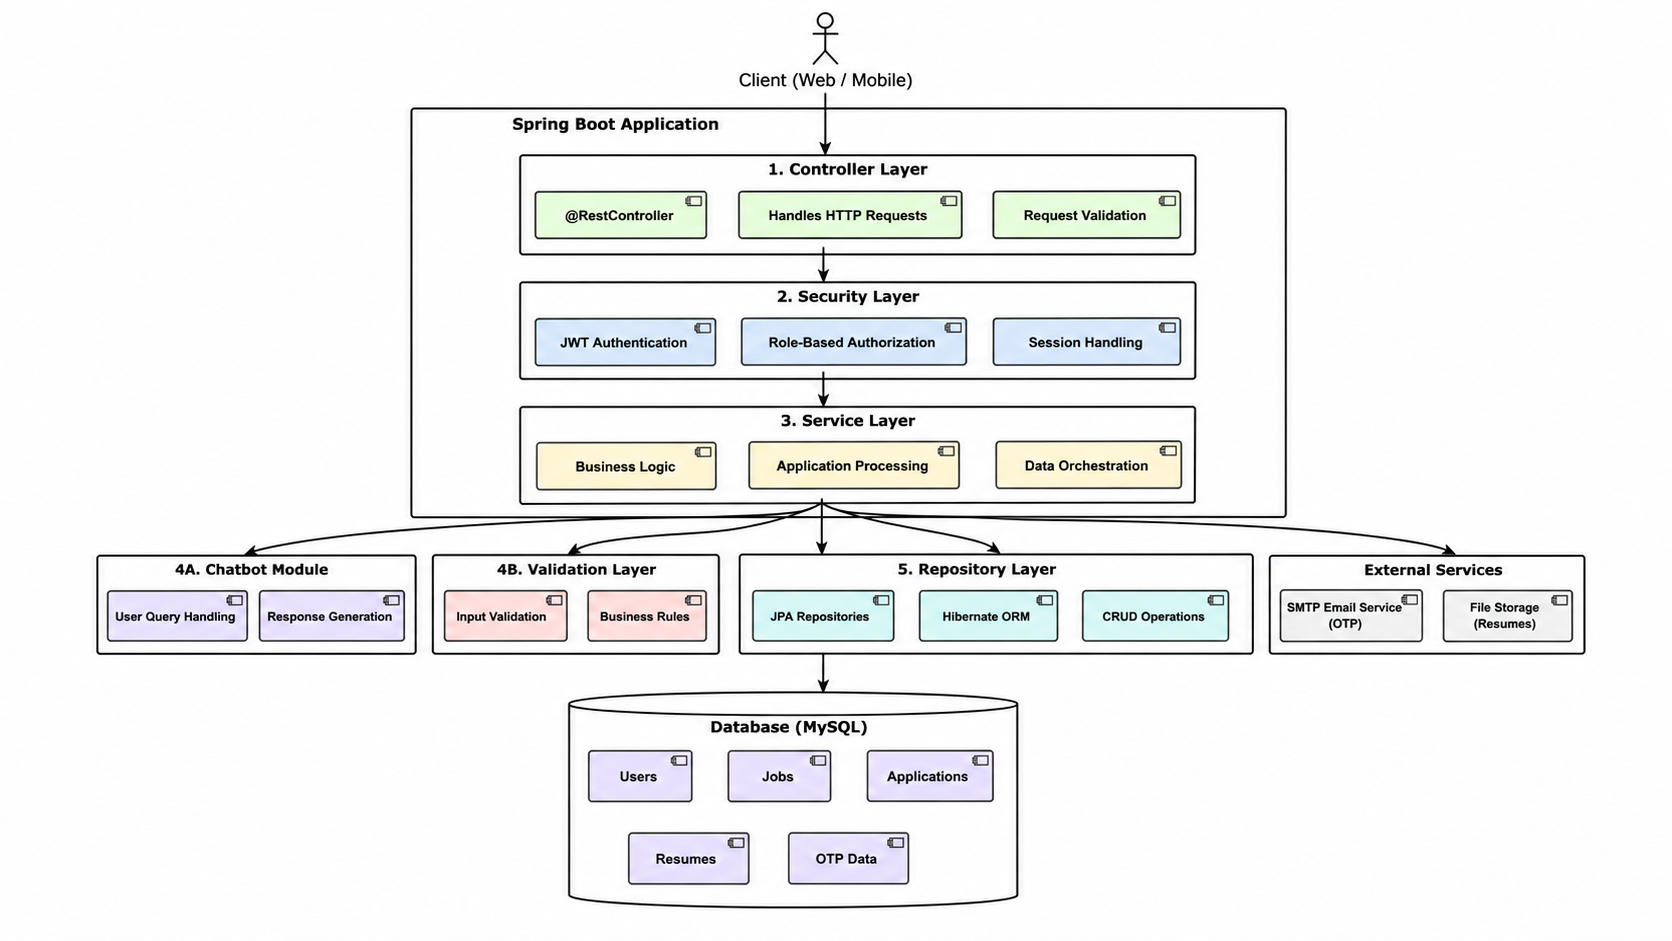 Client (Web / Mobile)
Spring Boot Application
1. Controller Layer
@RestController
Handles HTTP Requests
Request Validation
2. Security Layer
JWT Authentication
Role-Based Authorization
Session Handling
3. Service Layer
Business Logic
Application Processing
Data Orchestration
4A. Chatbot Module
User Query Handling
Response Generation
4B. Validation Layer
Input Validation
Business Rules
5. Repository Layer
JPA Repositories
Hibernate ORM
CRUD Operations
External Services
SMTP Email Service
(OTP)
File Storage
(Resumes)
Database (MySQL)
Users
Jobs
Applications
Resumes
OTP Data